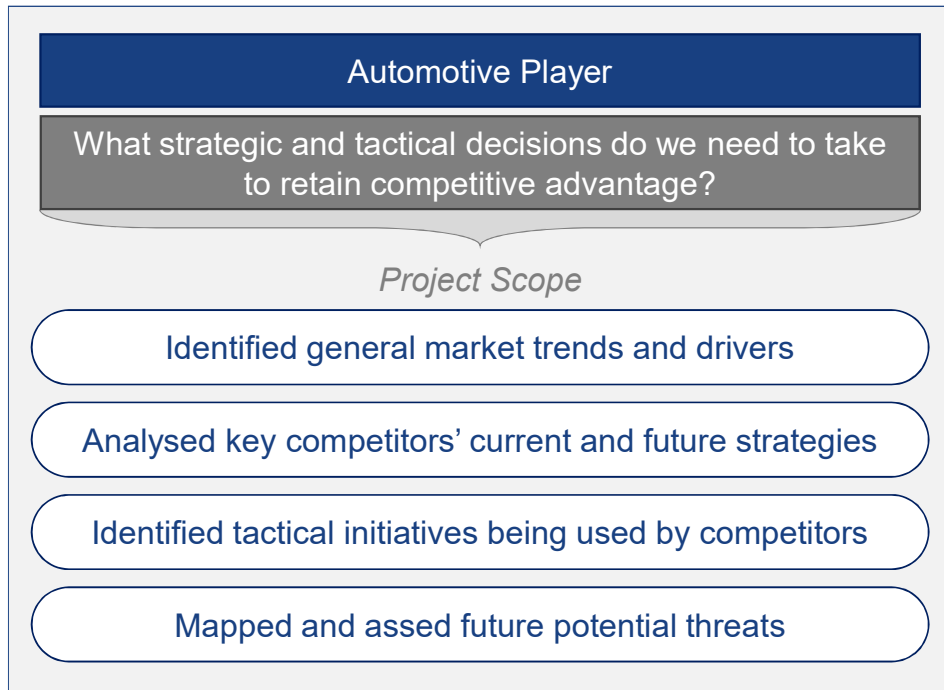 Automotive Player
What strategic and tactical decisions do we need to take
to retain competitive advantage?
Project Scope
Identified general market trends and drivers
Analysed key competitors’ current and future strategies
Identified tactical initiatives being used by competitors
Mapped and assed future potential threats